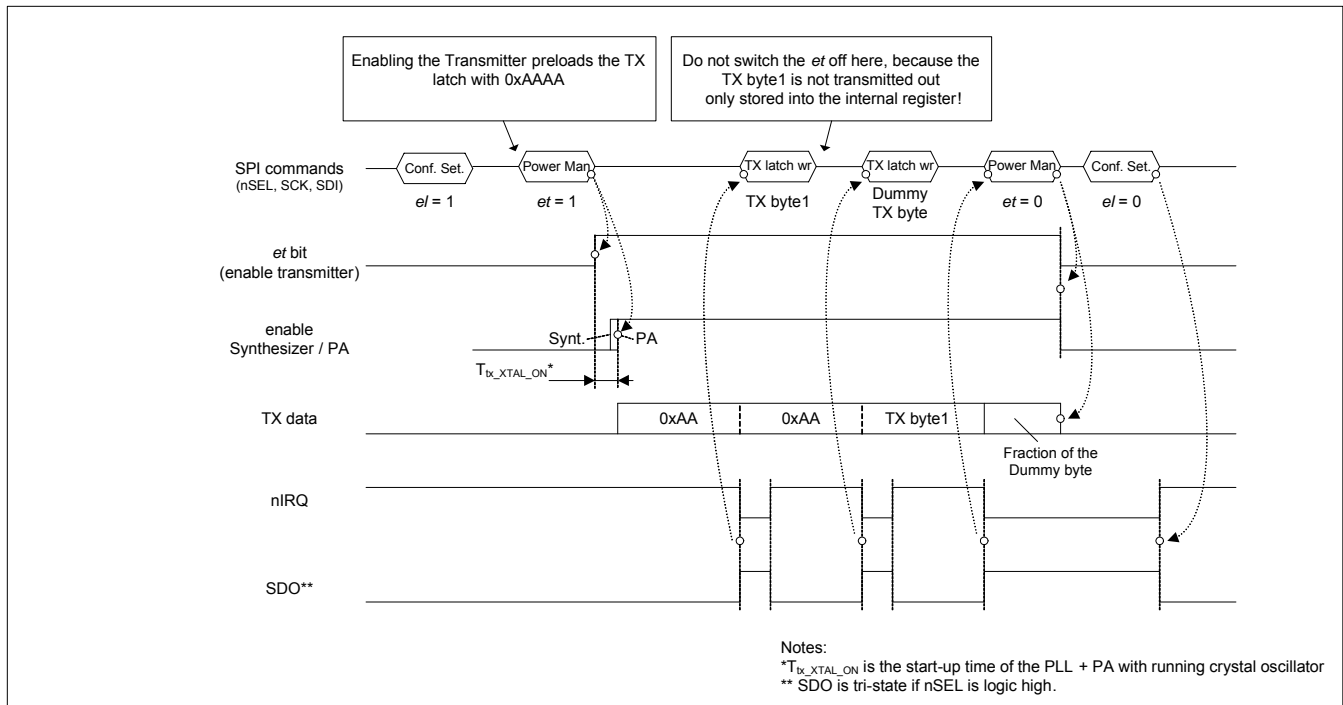 Enabling the Transmitter preloads the TX
latch with 0xAAAA
Do not switch the et off here, because the
TX byte1 is not transmitted out
only stored into the internal register!
SPI commands
(nSEL, SCK, SDI)
Conf. Set.
Power Man
TX latch wr
TX latch wr
Power Man
Conf. Set.
el = 1
et = 1
TX byte1
Dummy
TX byte
et = 0
el = 0
et bit
(enable transmitter)
enable
Synthesizer / PA
Synt.
PA
Ttx_XTAL_ON*
TX data
0xAA
0xAA
TX byte1
Fraction of the
Dummy byte
nIRQ
SDO**
Notes:
*Ttx_XTAL_ON is the start-up time of the PLL + PA with running crystal oscillator
** SDO is tri-state if nSEL is logic high.